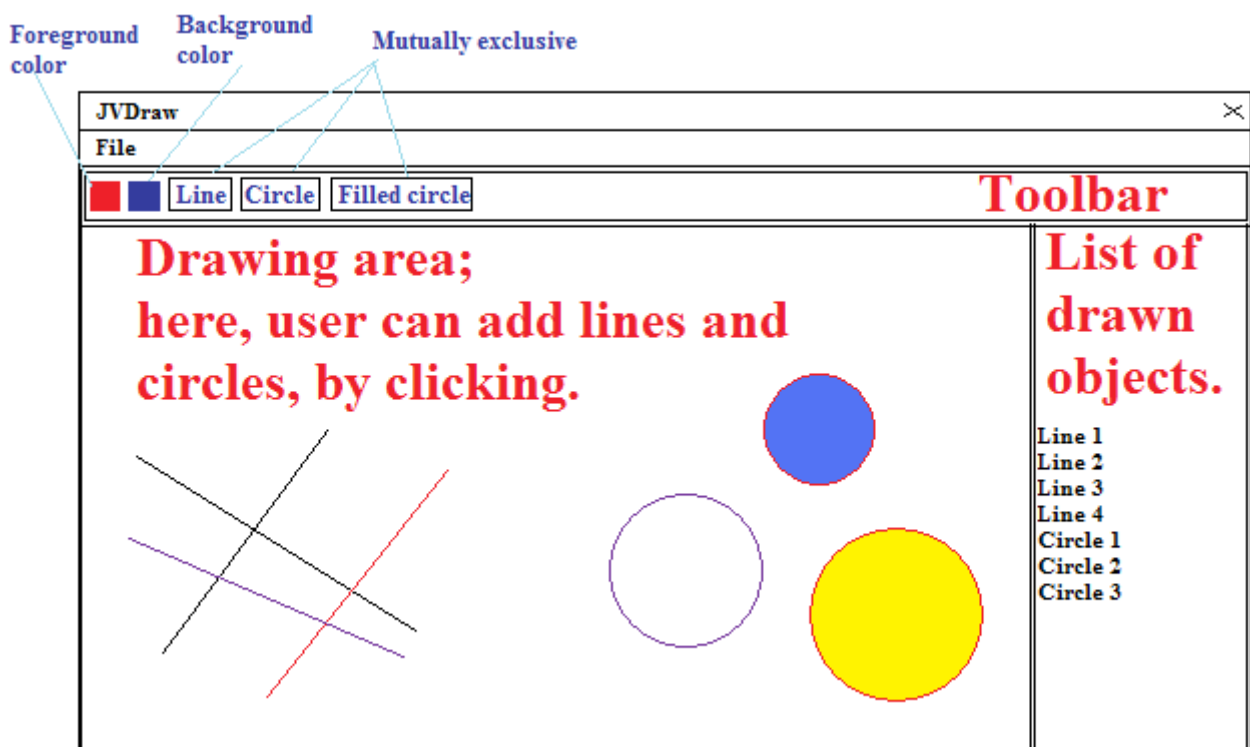 Foreground
color
Background
color
Mutually exclusive
JVDraw
File
Line
Circle
Filled circle
Toolbar
Drawing area;
here, user can add lines and
circles, by clicking.
List of
drawn
objects.
Line 1
Line 2
Line 3
Line 4
Circle 1
Circle 2
Circle 3